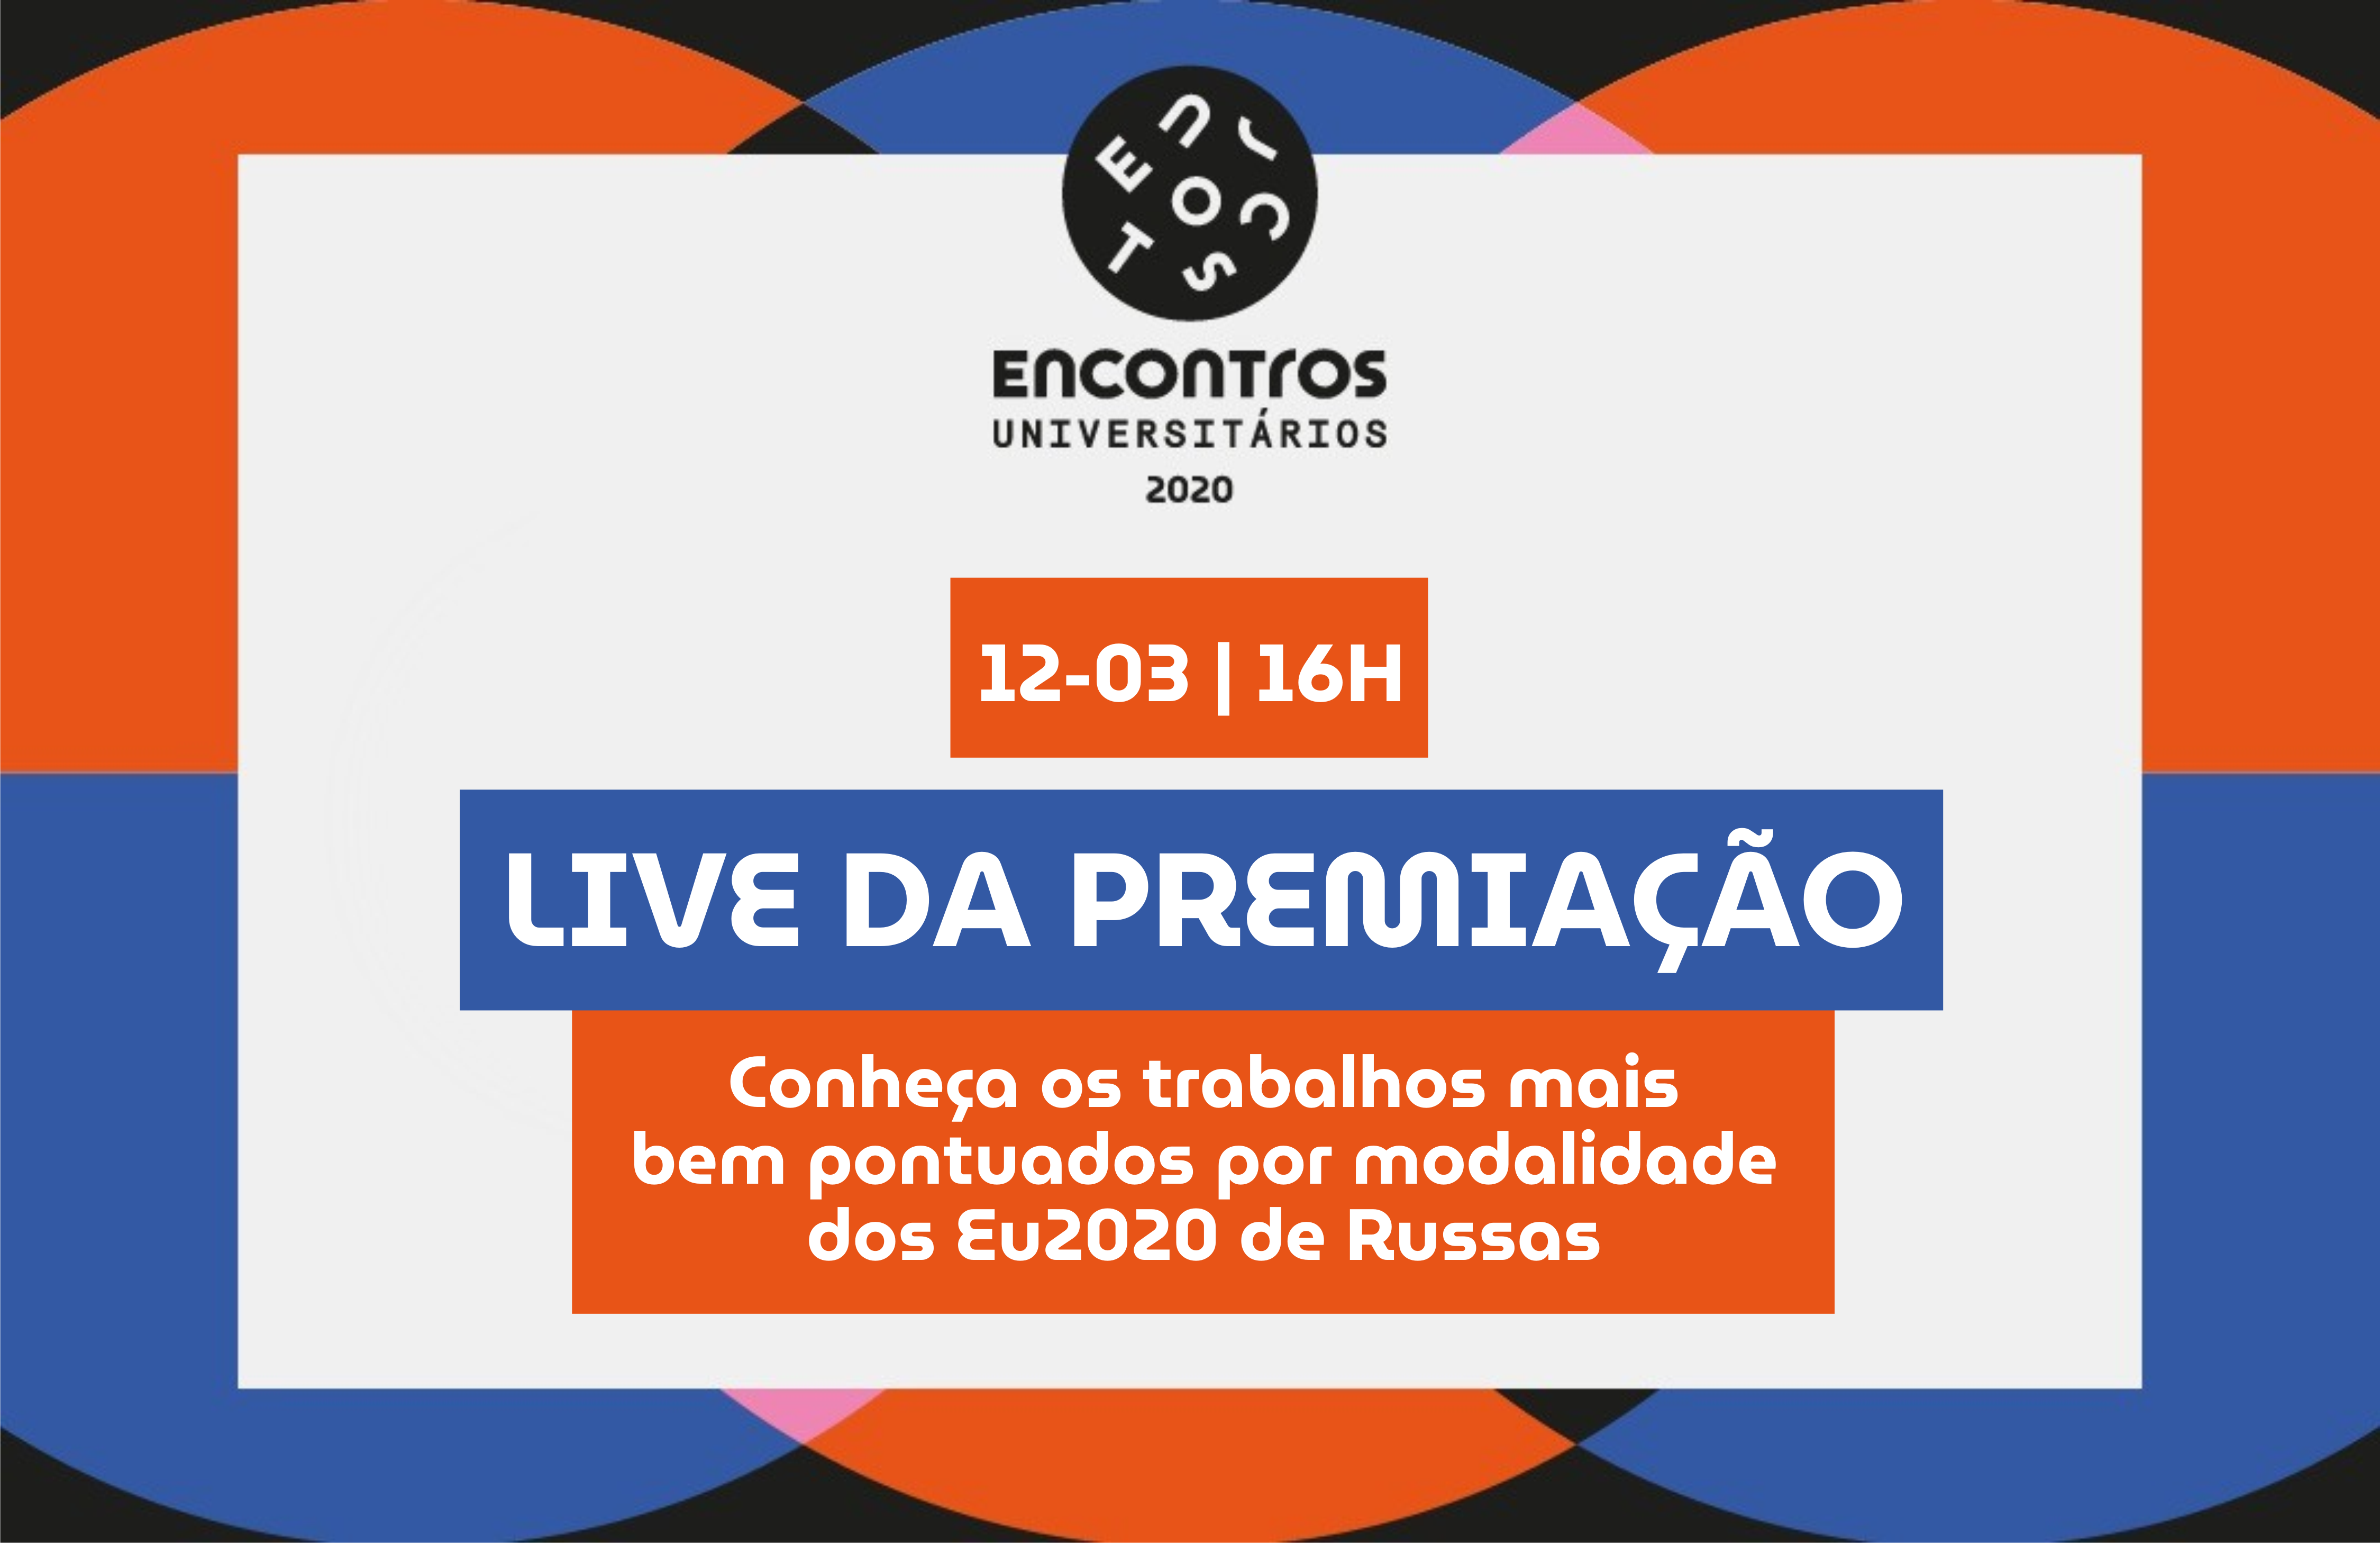 E n r
T O C
S
EnConTrOS
UNIVERSITÁRIOS
2020
12-03 | 16H
LIVE DA PREMIAÇÃO
Conheça os trabalhos mais
bem pontuados por modalidade
dos Eu2020 de Russas